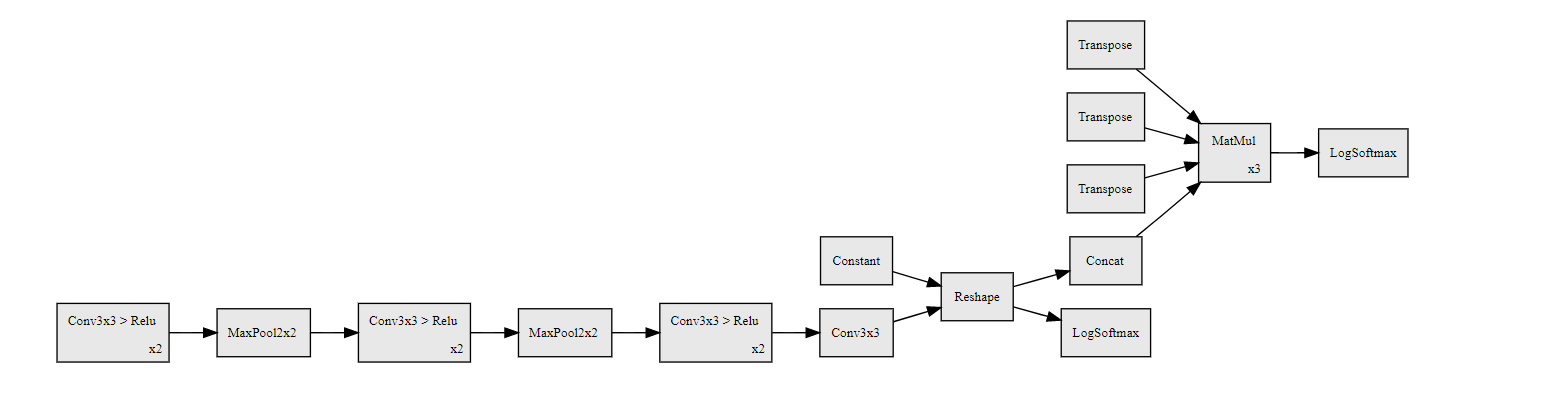 Transpose
Transpose
MatMul
x3
LogSoftmax
Transpose
Constant
Concat
Reshape
Conv3x3 > Relu
x2
MaxPool2x2
Conv3x3 > Relu
x2
MaxPool2x2
Conv3x3 > Relu
x2
Conv3x3
LogSoftmax